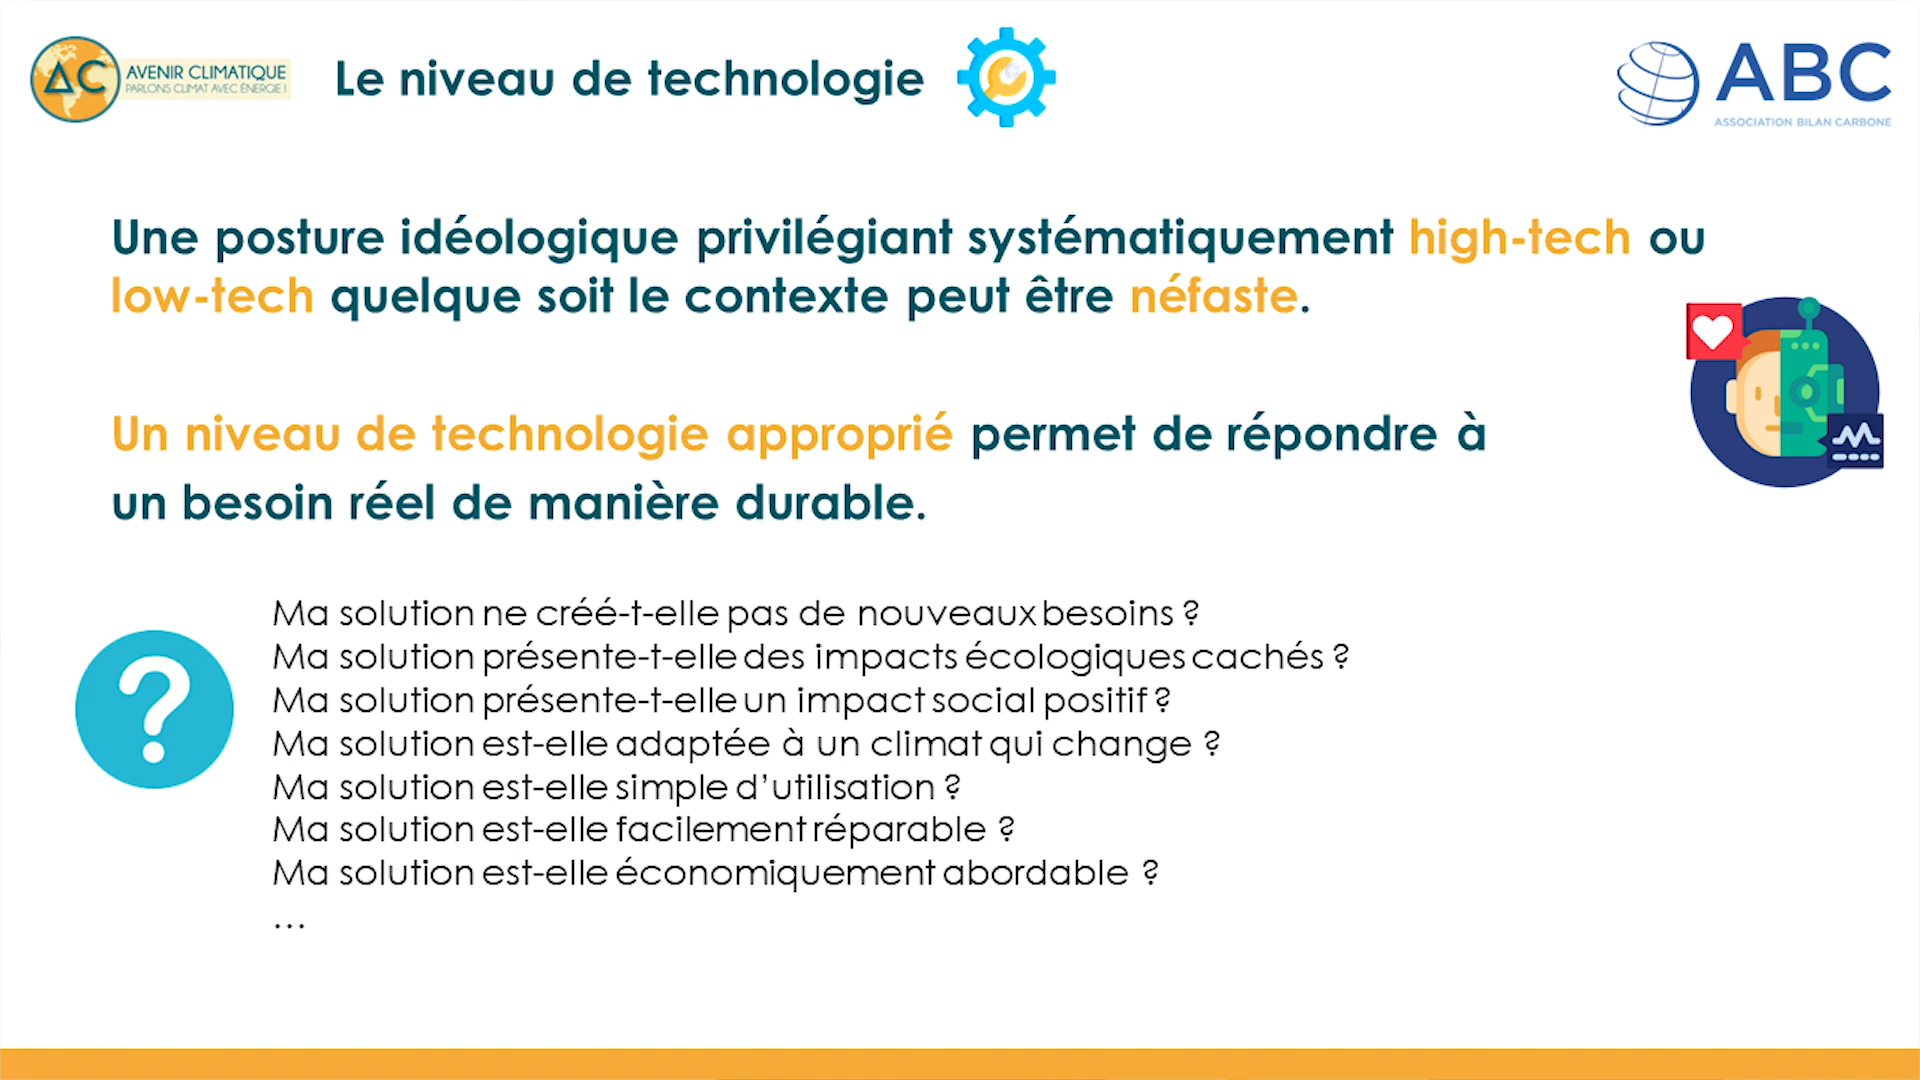 AC AVENIR CLIMATIQUE
PARLONS CLIMAT AVEC ÉNERGIE !
Le niveau de technologie
ABC
ASSOCIATION BILAN CARBONE
Une posture idéologique privilégiant systématiquement high-tech ou
low-tech quelque soit le contexte peut être néfaste.
Un niveau de technologie approprié permet de répondre à
un besoin réel de manière durable.
?
Ma solution ne créé-t-elle pas de nouveaux besoins ?
Ma solution présente-t-elle des impacts écologiques cachés ?
Ma solution présente-t-elle un impact social positif ?
Ma solution est-elle adaptée à un climat qui change ?
Ma solution est-elle simple d’utilisation ?
Ma solution est-elle facilement réparable ?
Ma solution est-elle économiquement abordable ?
…